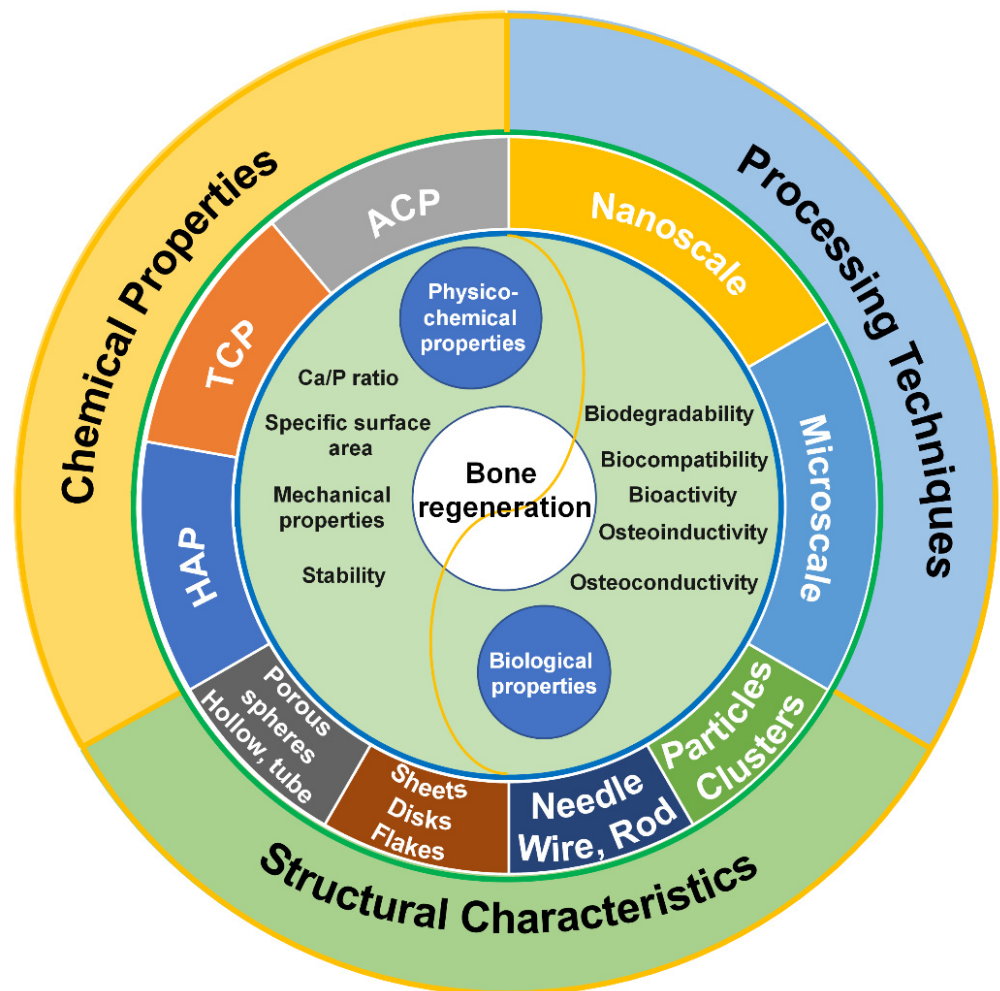 Chemical Properties
Processing Techniques
Structural Characteristics
ACP
TCP
HAP
Nanoscale
Microscale
Particles
Clusters
Needle
Wire, Rod
Sheets
Disks
Flakes
Porous
spheres
Hollow, tube
Physico-
chemical
properties
Ca/P ratio
Specific surface
area
Mechanical
properties
Stability
Bone
regeneration
Biodegradability
Biocompatibility
Bioactivity
Osteoinductivity
Osteoconductivity
Biological
properties